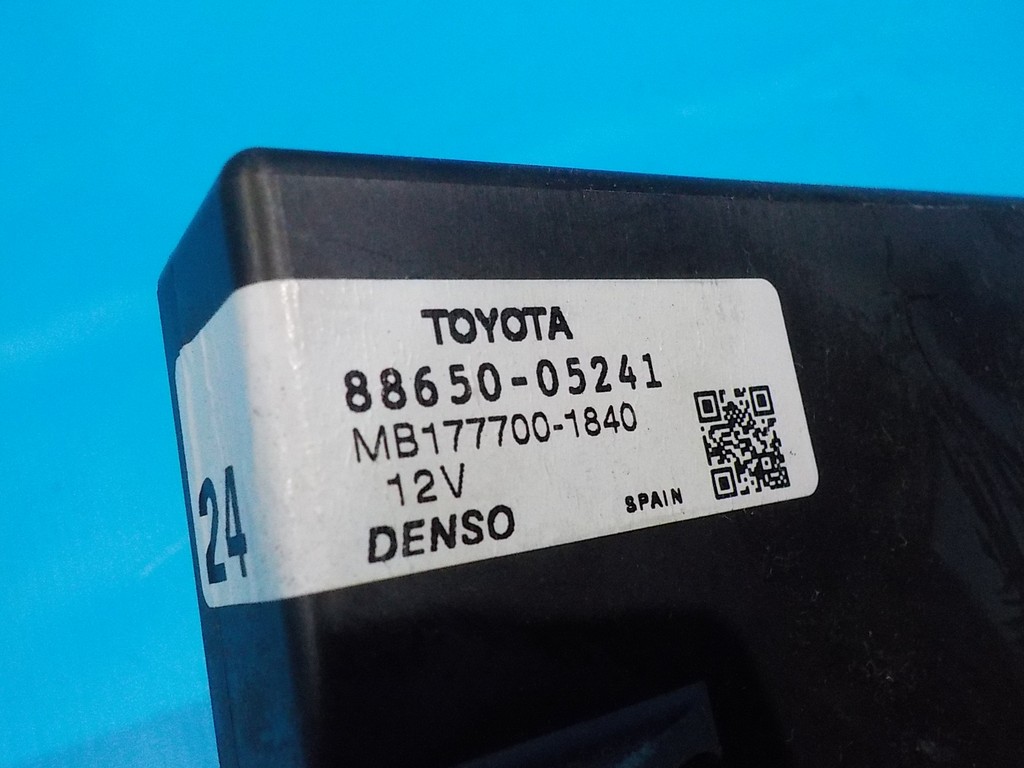 TOYOTA
88650-05241
MB177700-1840
12V
SPAIN
DENSO
24